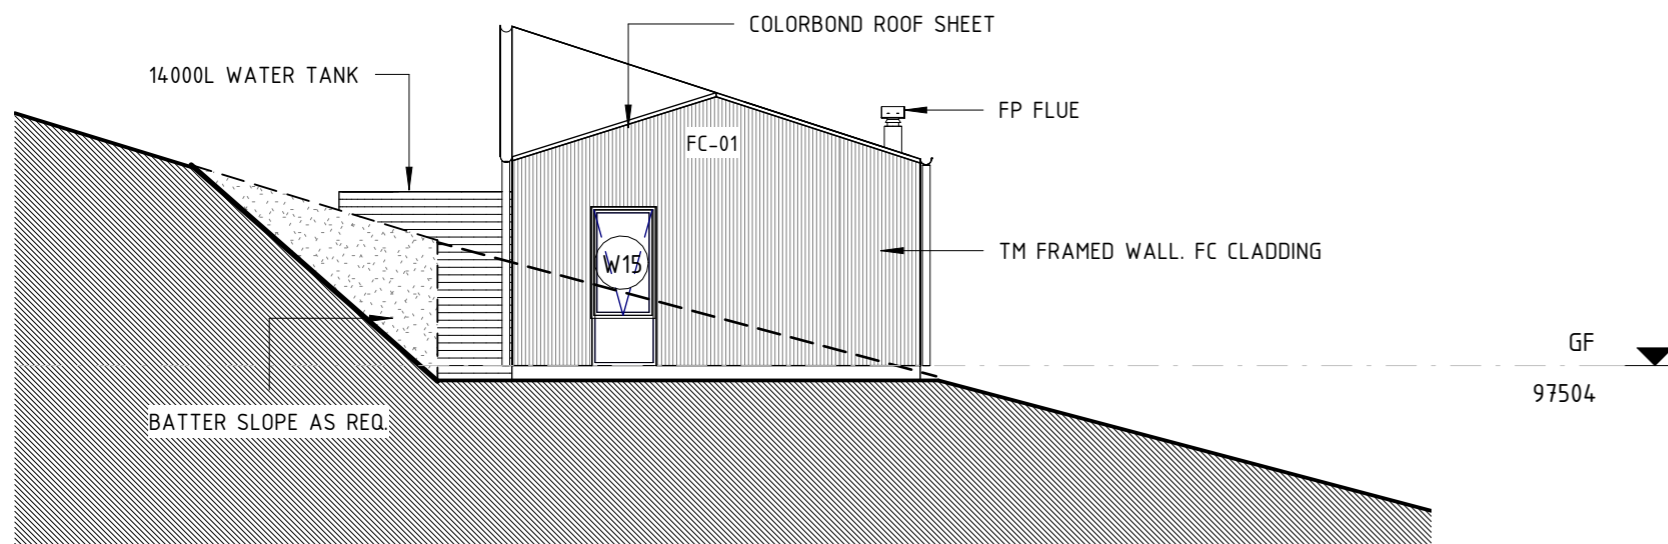 COLORBOND ROOF SHEET
14000L WATER TANK
FP FLUE
FC-01
TM FRAMED WALL. FC CLADDING
W15
GF
97504
BATTER SLOPE AS REQ.